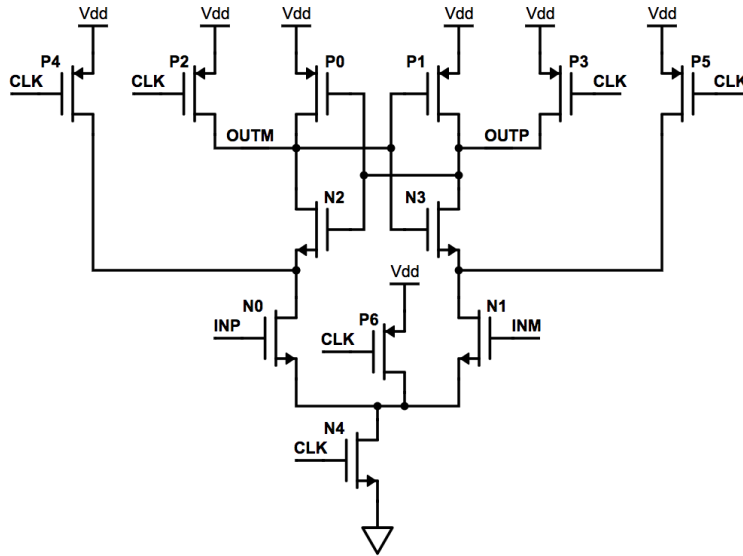 Vdd Vdd Vdd Vdd Vdd Vdd
P4 P2 P0 P1 P3 P5
CLK CLK CLK CLK
OUTM OUTP
N2 N3
Vdd
N0 P6 N1
INP CLK INM
N4
CLK